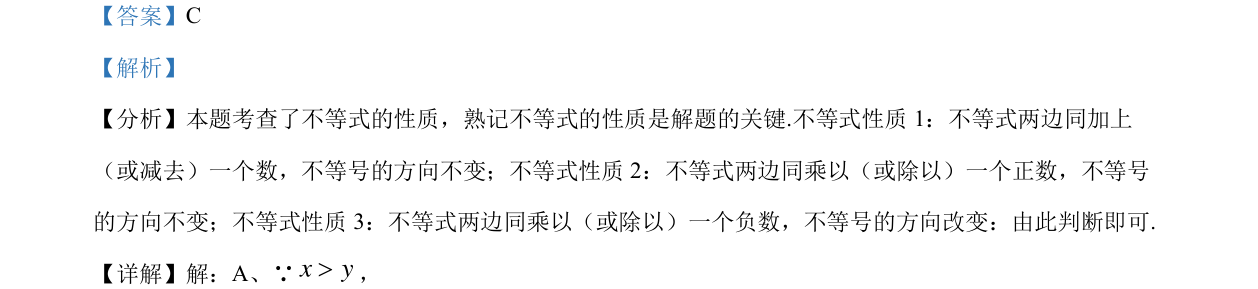 【答案】C
【解析】
【分析】本题考查了不等式的性质，熟记不等式的性质是解题的关键.不等式性质 1：不等式两边同加上
（或减去）一个数，不等号的方向不变；不等式性质 2：不等式两边同乘以（或除以）一个正数，不等号
的方向不变；不等式性质 3：不等式两边同乘以（或除以）一个负数，不等号的方向改变：由此判断即可.
【详解】解：A、∵ x > y，